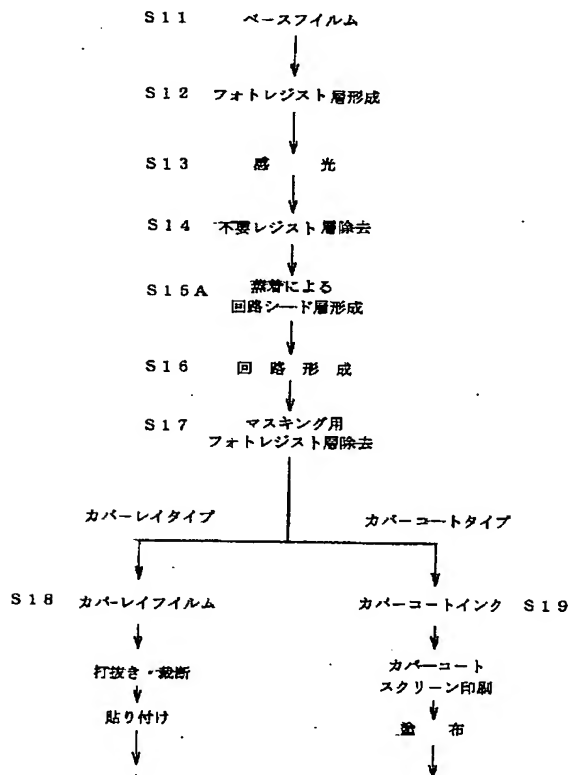 S11 ベースフイルム
S12 フォトレジスト層形成
S13 感 光
S14 不要レジスト層除去
S15A 蒸着による
回路シード層形成
S16 回 路 形 成
S17 マスキング用
フォトレジスト層除去
カバーレイタイプ カバーコートタイプ
S18 カバーレイフイルム カバーコートインク S19
打抜き・裁断 カバーコート
スクリーン印刷
貼り付け 塗 布